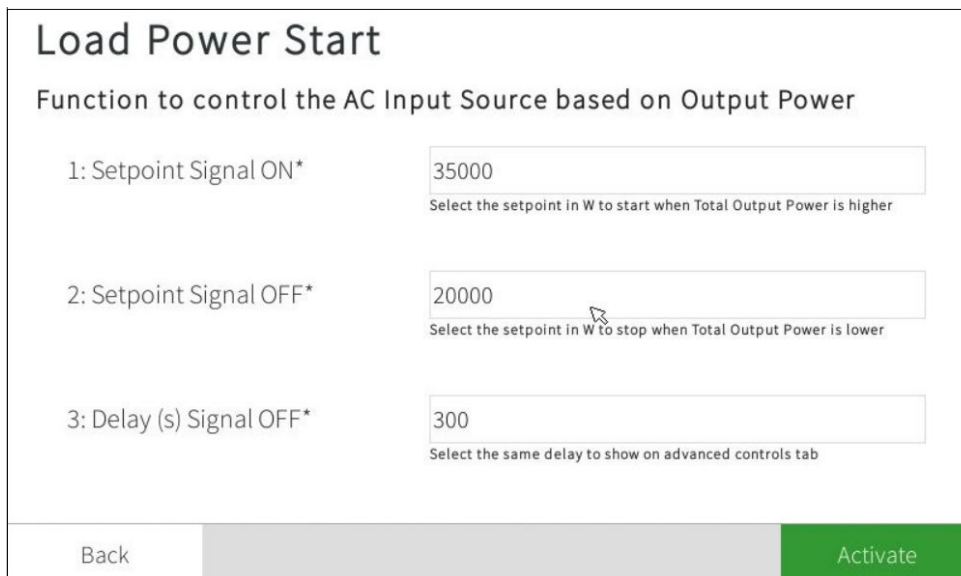 Load Power Start
Function to control the AC Input Source based on Output Power
1: Setpoint Signal ON*
35000
Select the setpoint in W to start when Total Output Power is higher
2: Setpoint Signal OFF*
20000
Select the setpoint in W to stop when Total Output Power is lower
3: Delay (s) Signal OFF*
300
Select the same delay to show on advanced controls tab
Back
Activate